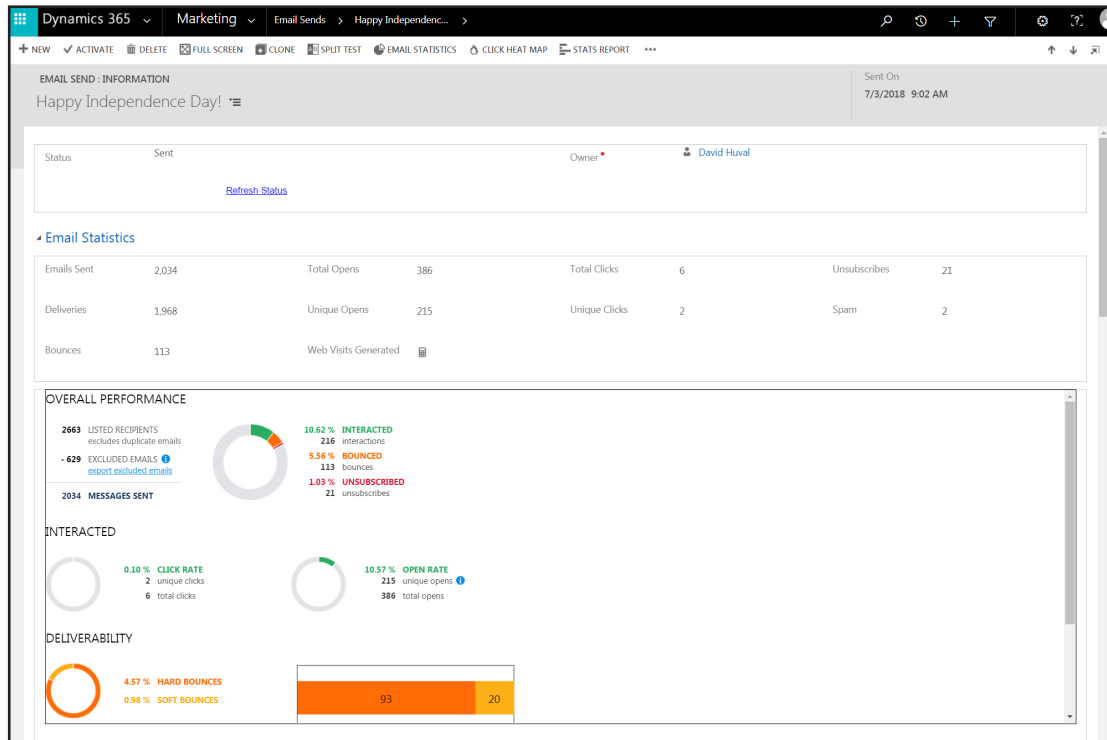 Dynamics 365 Marketing Email Sends > Happy Independenc... >
NEW ACTIVATE DELETE FULL SCREEN CLONE SPLIT TEST EMAIL STATISTICS CLICK HEAT MAP STATS REPORT ...
EMAIL SEND : INFORMATION
Happy Independence Day!
Sent On
7/3/2018 9:02 AM
Status Sent Owner * David Huval
Refresh Status
Email Statistics
Emails Sent 2,034 Total Opens 386 Total Clicks 6 Unsubscribes 21
Deliveries 1,968 Unique Opens 215 Unique Clicks 2 Spam 2
Bounces 113 Web Visits Generated
OVERALL PERFORMANCE
2663 LISTED RECIPIENTS
excludes duplicate emails
- 629 EXCLUDED EMAILS
export excluded emails
2034 MESSAGES SENT
10.62 % INTERACTED
216 interactions
5.56 % BOUNCED
113 bounces
1.03 % UNSUBSCRIBED
21 unsubscribes
INTERACTED
0.10 % CLICK RATE
2 unique clicks
6 total clicks
10.57 % OPEN RATE
215 unique opens
386 total opens
DELIVERABILITY
4.57 % HARD BOUNCES
0.98 % SOFT BOUNCES
93 20